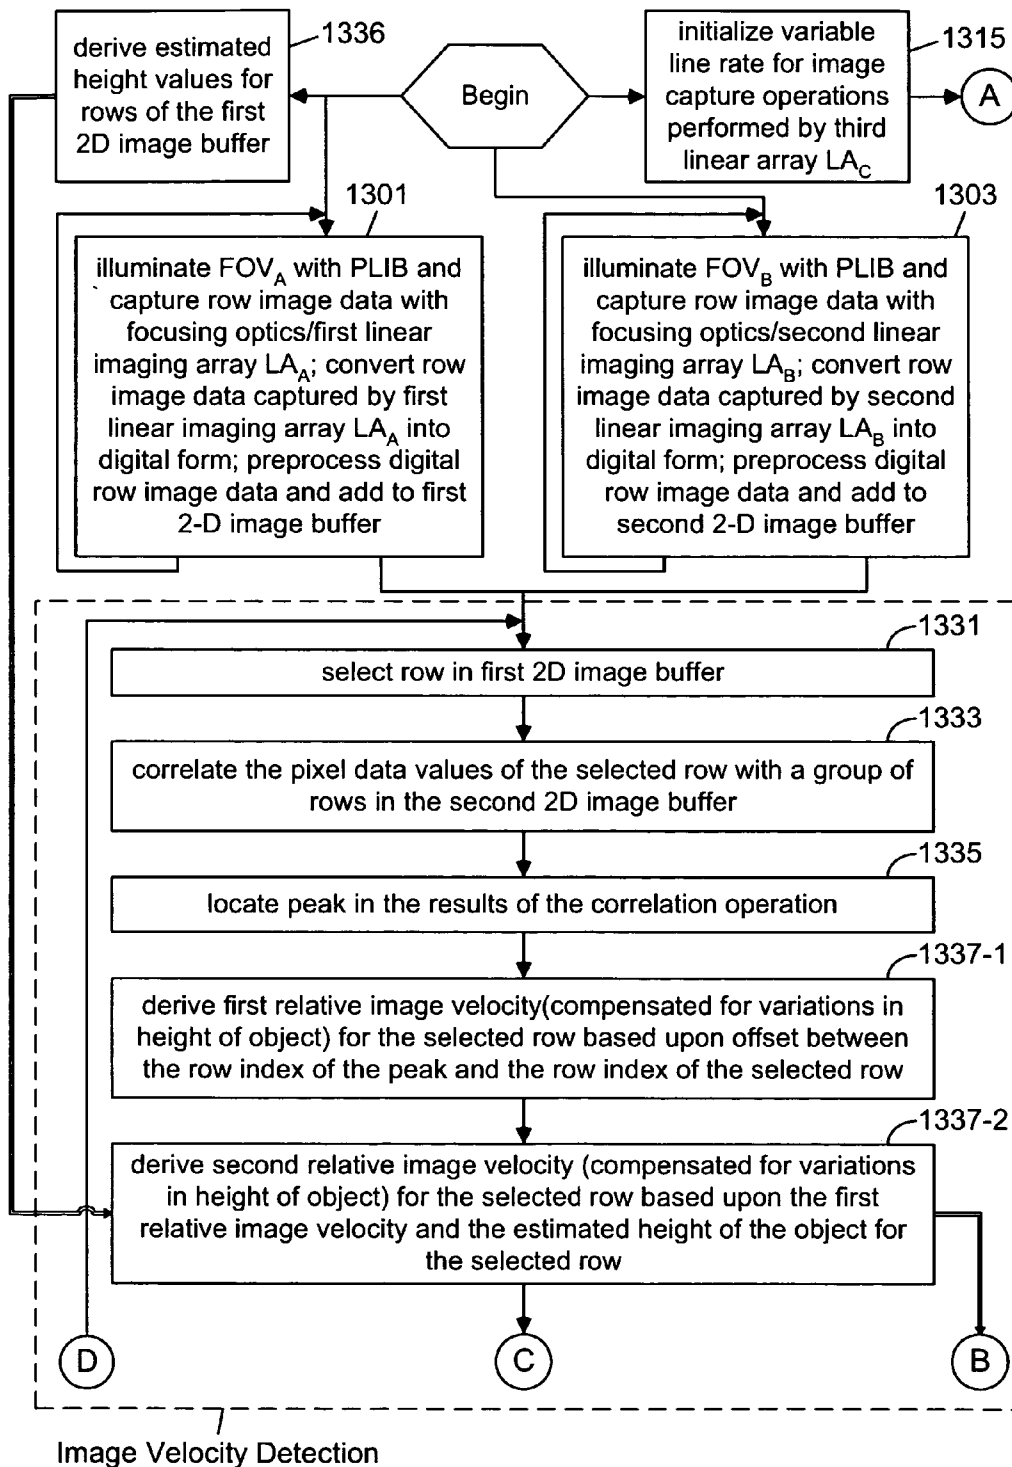 derive estimated
height values for
rows of the first
2D image buffer
1336
Begin
initialize variable
line rate for image
capture operations
performed by third
linear array LA_C
1315
A
1301
illuminate FOV_A with PLIB and
capture row image data with
focusing optics/first linear
imaging array LA_A; convert row
image data captured by first
linear imaging array LA_A into
digital form; preprocess digital
row image data and add to first
2-D image buffer
1303
illuminate FOV_B with PLIB and
capture row image data with
focusing optics/second linear
imaging array LA_B; convert row
image data captured by second
linear imaging array LA_B into
digital form; preprocess digital
row image data and add to
second 2-D image buffer
1331
select row in first 2D image buffer
1333
correlate the pixel data values of the selected row with a group of
rows in the second 2D image buffer
1335
locate peak in the results of the correlation operation
1337-1
derive first relative image velocity(compensated for variations in
height of object) for the selected row based upon offset between
the row index of the peak and the row index of the selected row
1337-2
derive second relative image velocity (compensated for variations
in height of object) for the selected row based upon the first
relative image velocity and the estimated height of the object for
the selected row
D
C
B
Image Velocity Detection